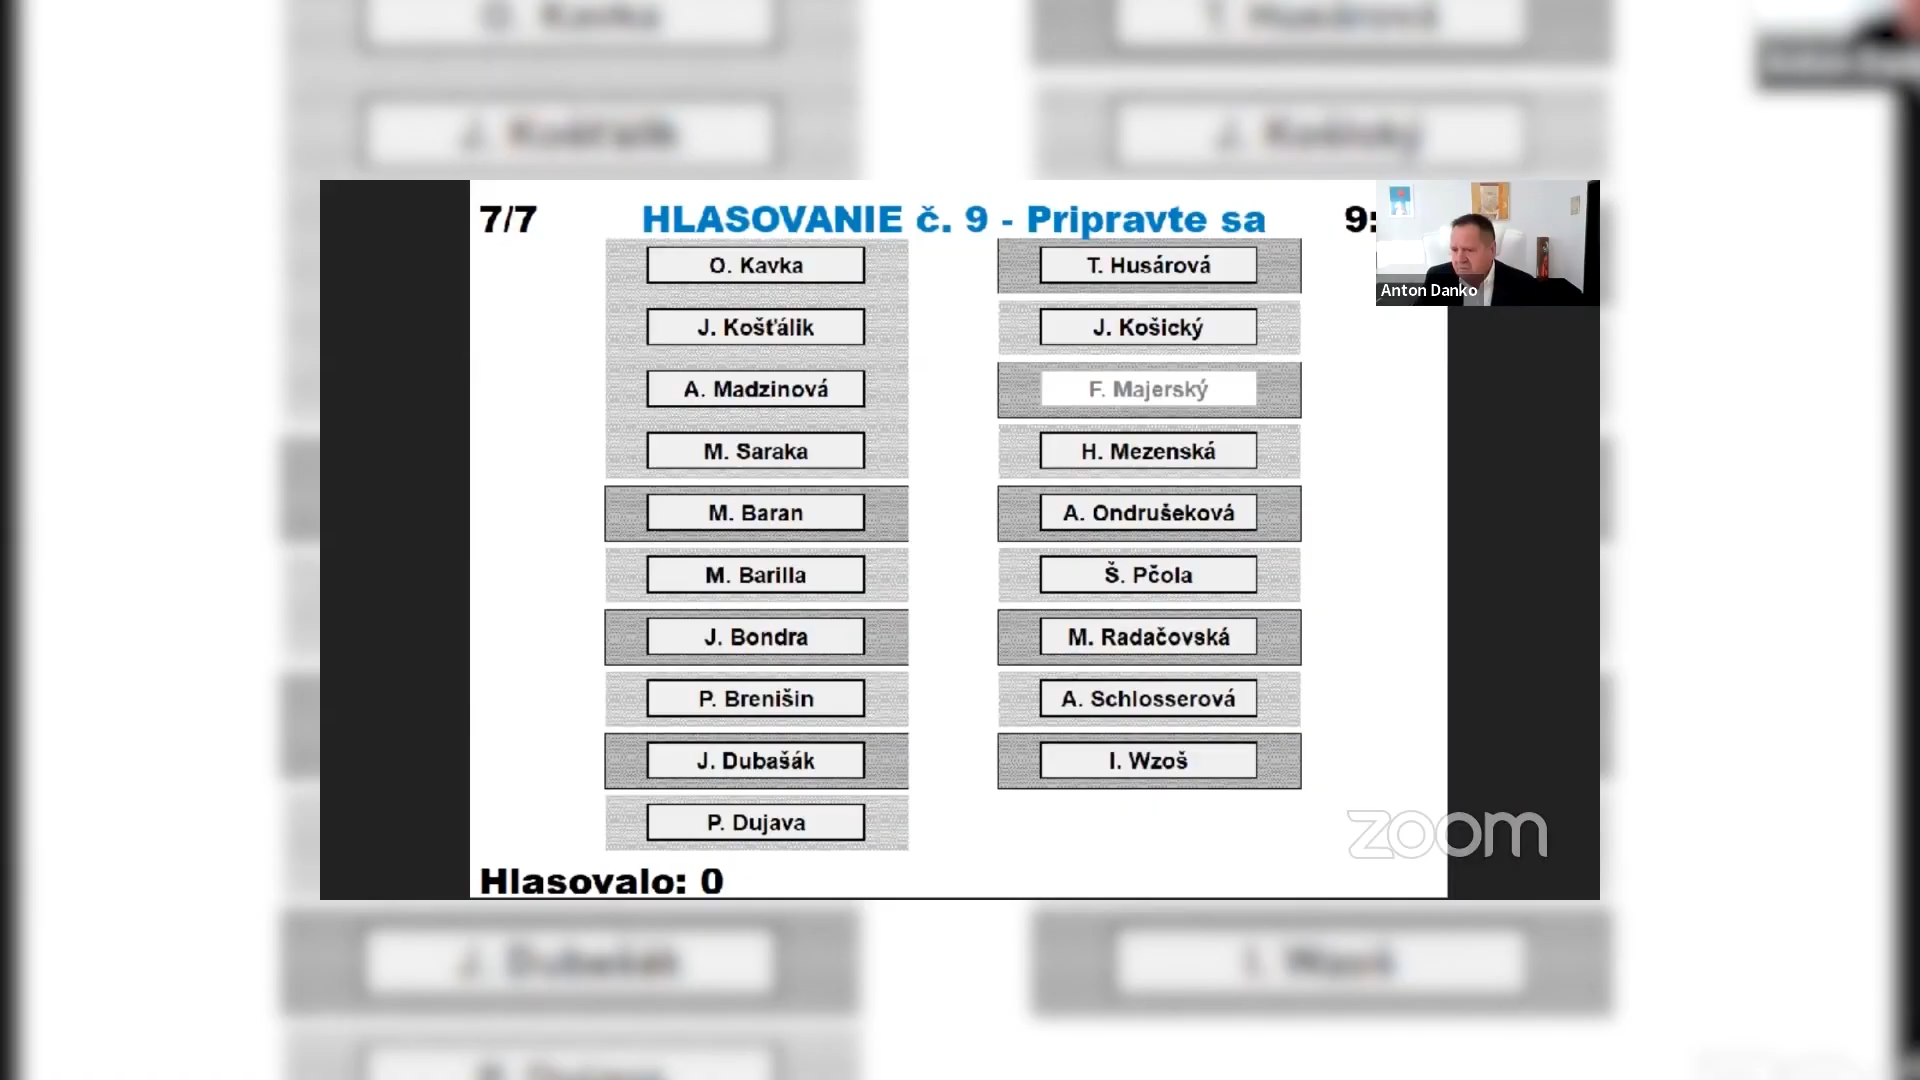 7/7
HLASOVANIE č. 9 - Pripravte sa
9:
O. Kavka
J. Košťálik
A. Madzinová
M. Saraka
M. Baran
M. Barilla
J. Bondra
P. Brenišin
J. Dubašák
P. Dujava
T. Husárová
J. Košický
F. Majerský
H. Mezenská
A. Ondrušeková
Š. Pčola
M. Radačovská
A. Schlosserová
I. Wzoš
Hlasovalo: 0
Anton Danko
zoom